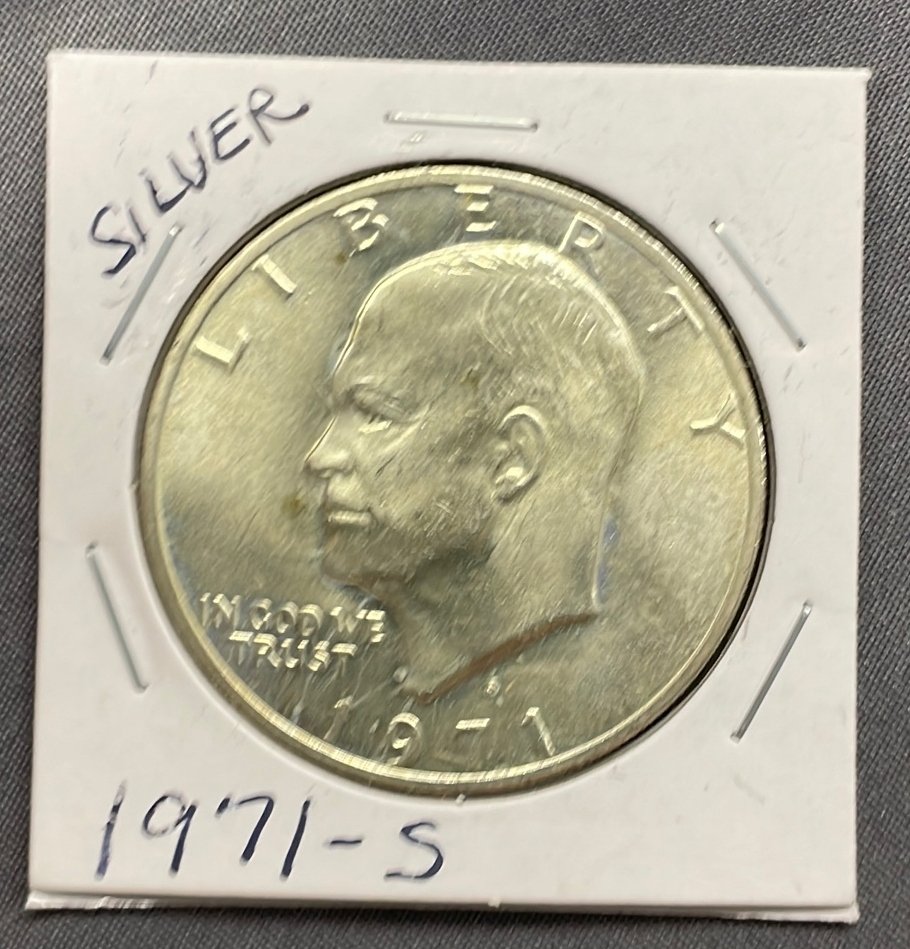 SILVER
LIBERTY
IN GOD WE
TRUST
1971
1971-S